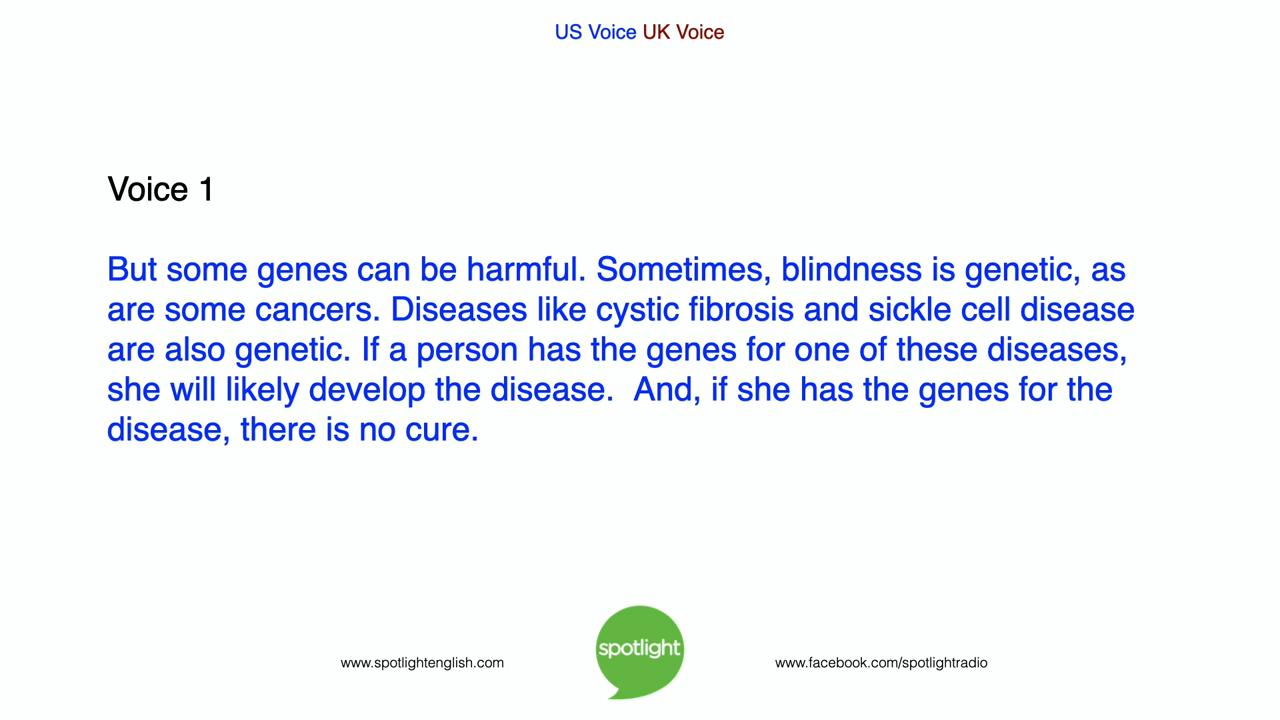 US Voice UK Voice
Voice 1
But some genes can be harmful. Sometimes, blindness is genetic, as
are some cancers. Diseases like cystic fibrosis and sickle cell disease
are also genetic. If a person has the genes for one of these diseases,
she will likely develop the disease.  And, if she has the genes for the
disease, there is no cure.
spotlight
www.spotlightenglish.com
www.facebook.com/spotlightradio